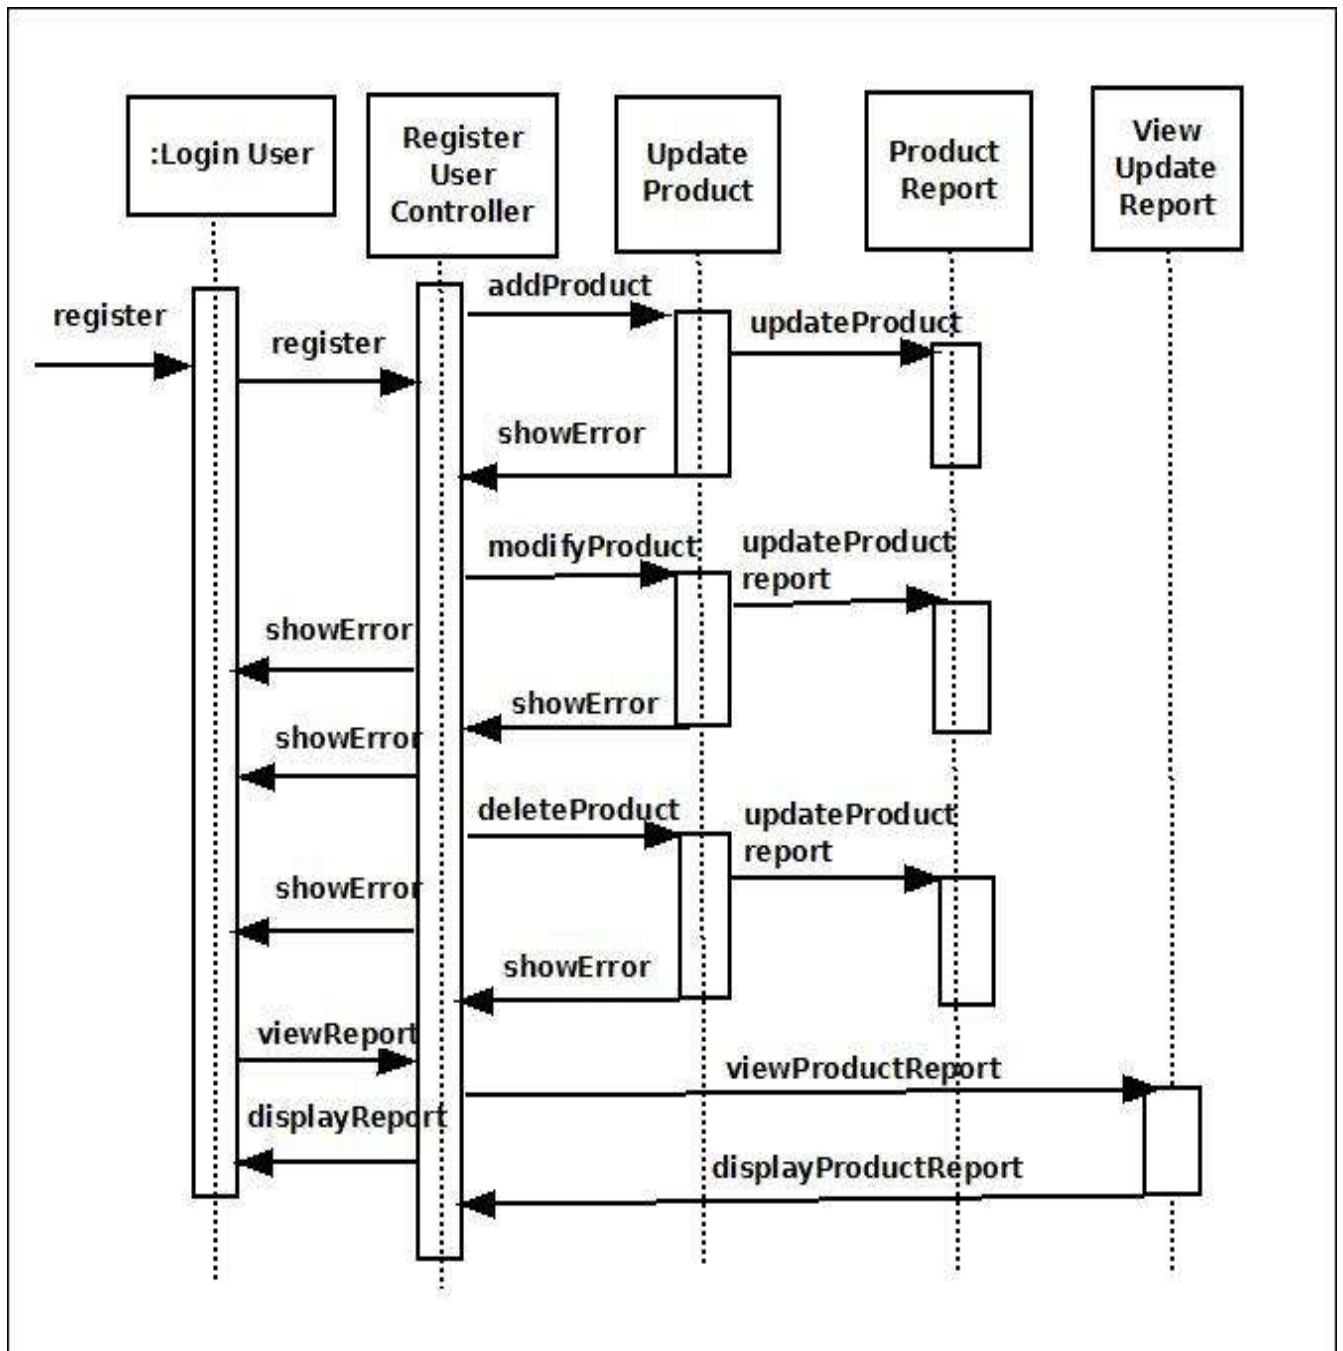 :Login User
Register
User
Controller
Update
Product
Product
Report
View
Update
Report
addProduct
register
updateProduct
register
showError
modifyProduct
updateProduct
report
showError
showError
showError
deleteProduct
updateProduct
report
showError
showError
viewReport
viewProductReport
displayReport
displayProductReport